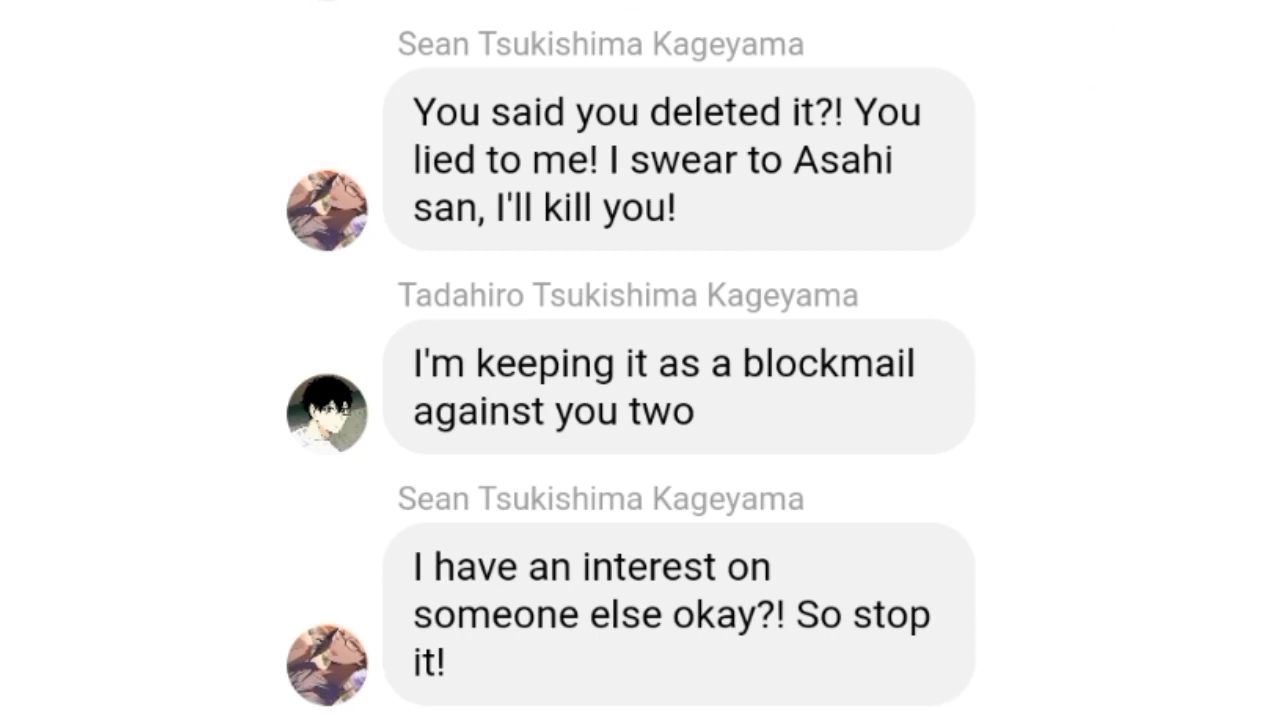 Sean Tsukishima Kageyama
You said you deleted it?! You
lied to me! I swear to Asahi
san, I'll kill you!
Tadahiro Tsukishima Kageyama
I'm keeping it as a blockmail
against you two
Sean Tsukishima Kageyama
I have an interest on
someone else okay?! So stop
it!